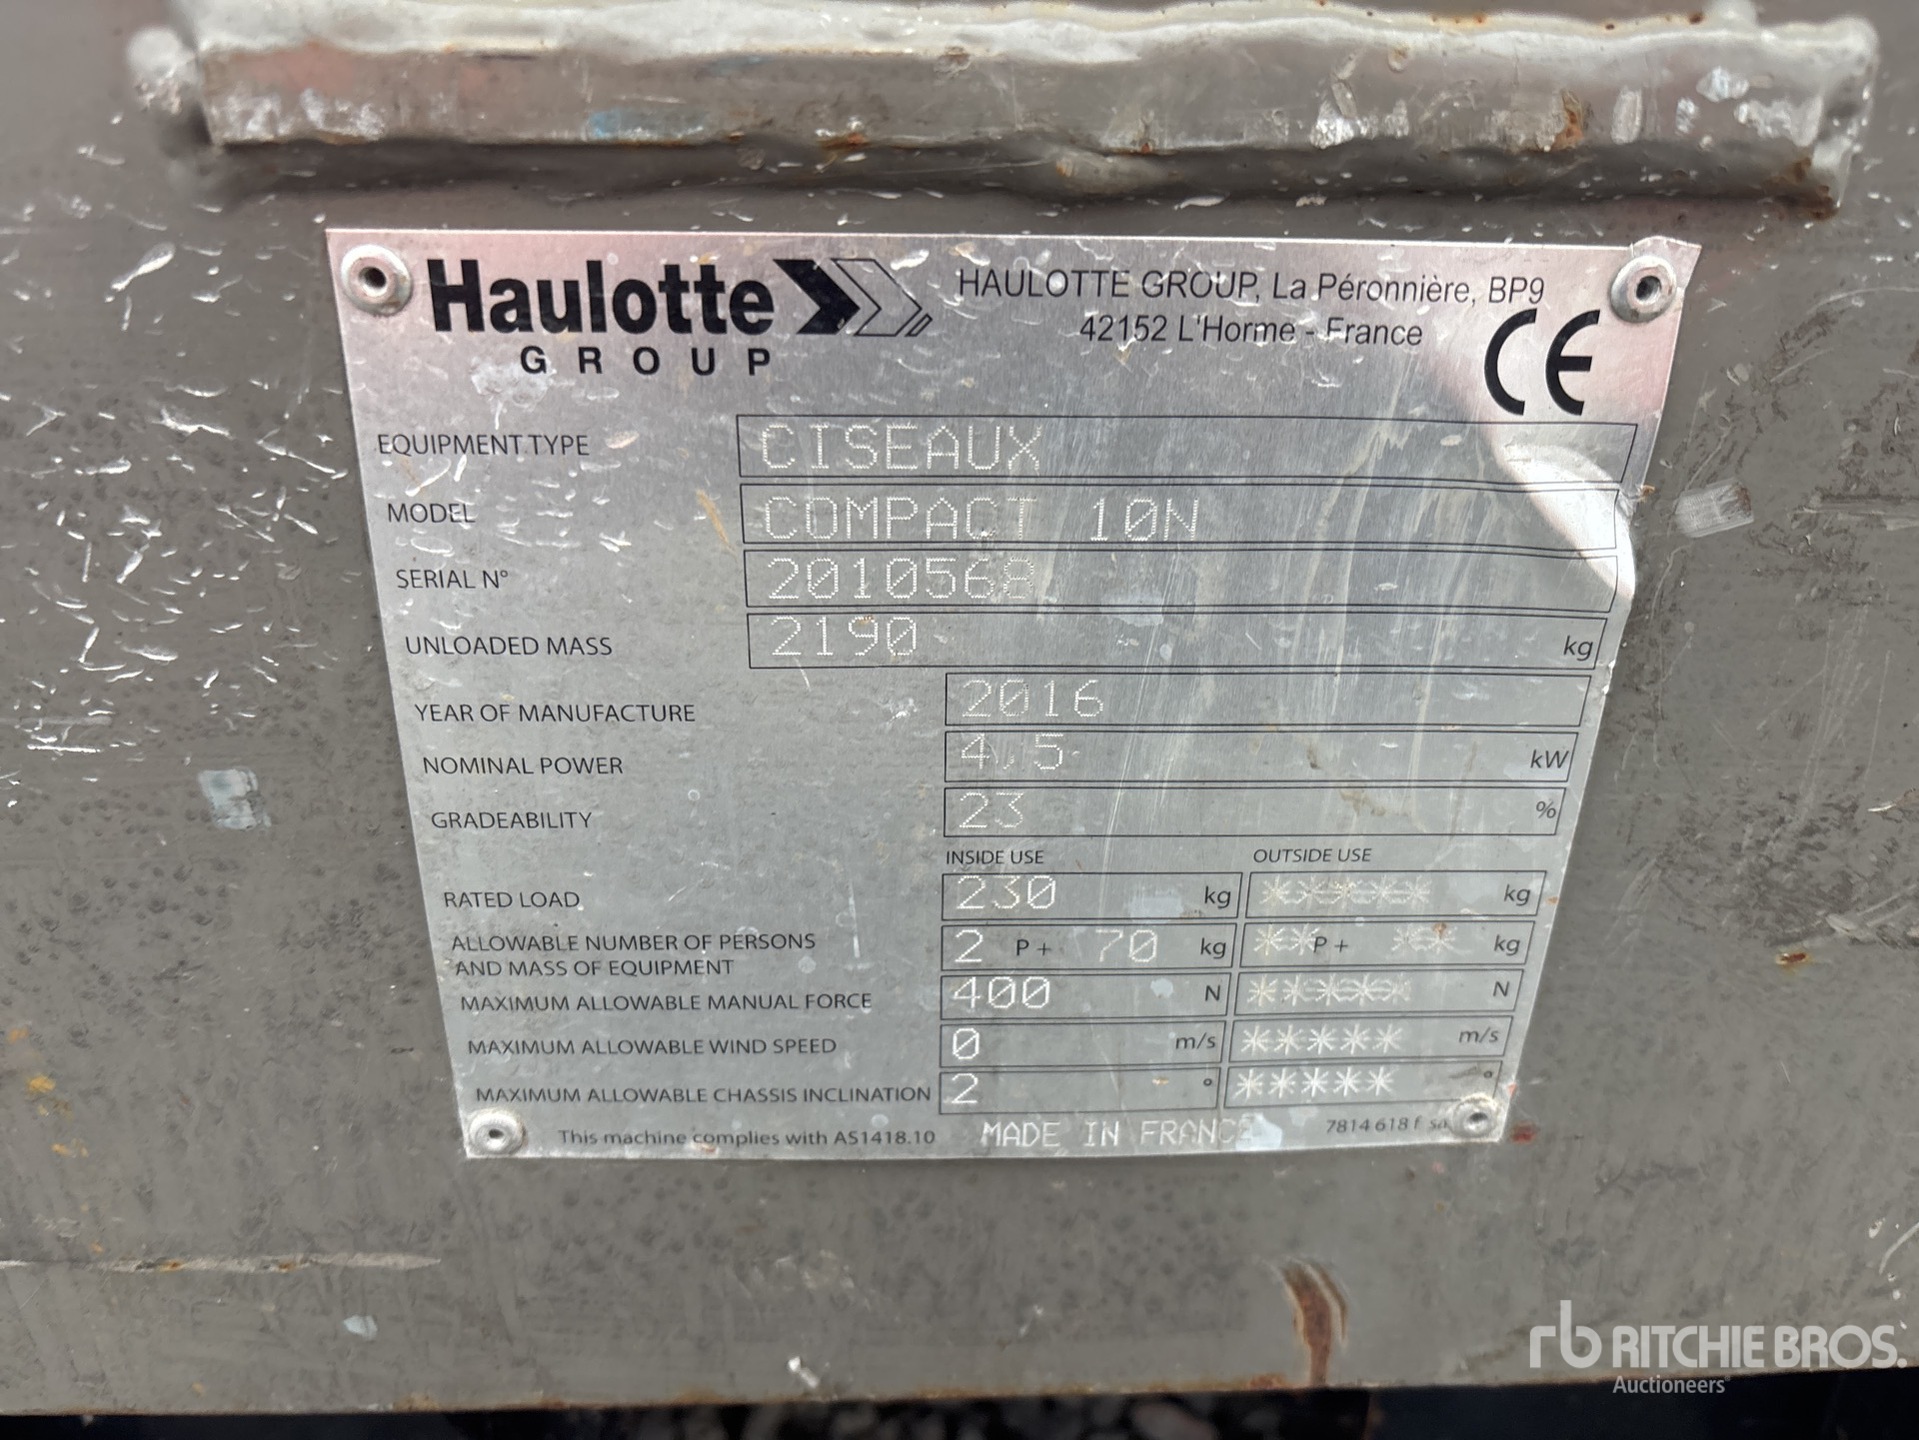 Haulotte
GROUP
HAULOTTE GROUP, La Péronnière, BP9
42152 L'Horme - France
CE
EQUIPMENT TYPE CISEAUX
MODEL COMPACT 10N
SERIAL N° 2010568
UNLOADED MASS 2190 kg
YEAR OF MANUFACTURE 2016
NOMINAL POWER 4,5 kW
GRADEABILITY 23 %
INSIDE USE OUTSIDE USE
RATED LOAD 230 kg ***** kg
ALLOWABLE NUMBER OF PERSONS
AND MASS OF EQUIPMENT 2 P + 70 kg ** P + ** kg
MAXIMUM ALLOWABLE MANUAL FORCE 400 N ***** N
MAXIMUM ALLOWABLE WIND SPEED 0 m/s ***** m/s
MAXIMUM ALLOWABLE CHASSIS INCLINATION 2 ° ***** °
This machine complies with AS1418.10 MADE IN FRANCE 7814 618 f sa
rb RITCHIE BROS.
Auctioneers